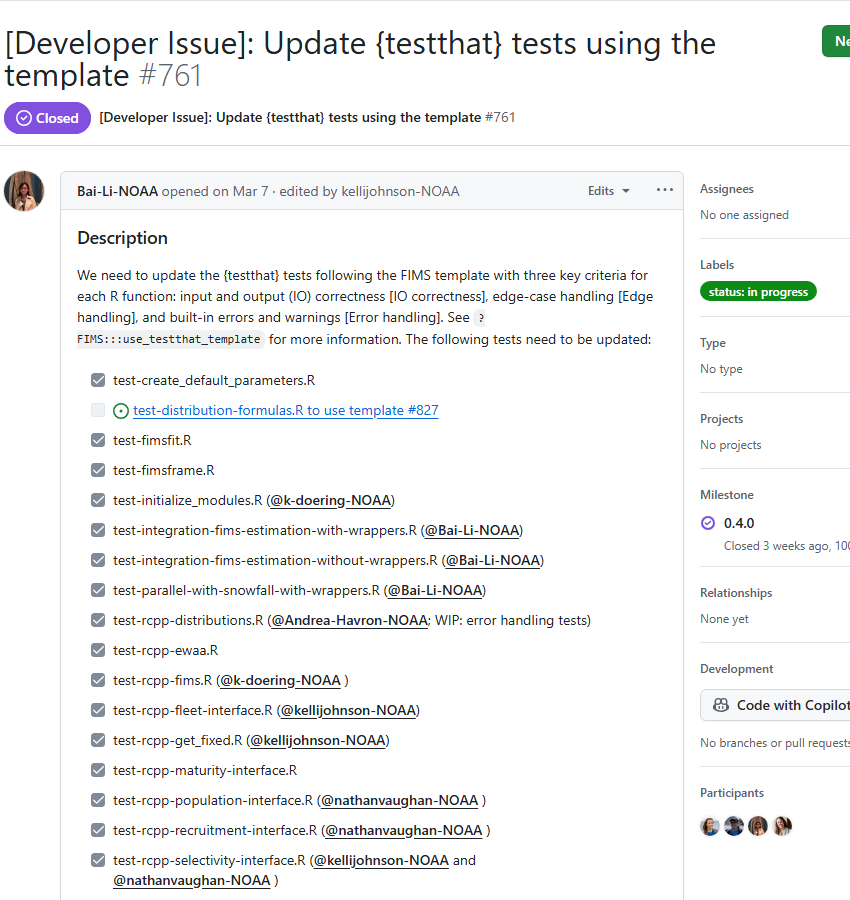 [Developer Issue]: Update {testthat} tests using the
template #761
Ne
Closed
[Developer Issue]: Update {testthat} tests using the template #761
Bai-Li-NOAA opened on Mar 7 · edited by kellijohnson-NOAA
Edits
Description
We need to update the {testthat} tests following the FIMS template with three key criteria for
each R function: input and output (IO) correctness [IO correctness], edge-case handling [Edge
handling], and built-in errors and warnings [Error handling]. See ?
FIMS:::use_testthat_template for more information. The following tests need to be updated:
test-create_default_parameters.R
test-distribution-formulas.R to use template #827
test-fimsfit.R
test-fimsframe.R
test-initialize_modules.R (@k-doering-NOAA)
test-integration-fims-estimation-with-wrappers.R (@Bai-Li-NOAA)
test-integration-fims-estimation-without-wrappers.R (@Bai-Li-NOAA)
test-parallel-with-snowfall-with-wrappers.R (@Bai-Li-NOAA)
test-rcpp-distributions.R (@Andrea-Havron-NOAA; WIP: error handling tests)
test-rcpp-ewaa.R
test-rcpp-fims.R (@k-doering-NOAA )
test-rcpp-fleet-interface.R (@kellijohnson-NOAA)
test-rcpp-get_fixed.R (@kellijohnson-NOAA)
test-rcpp-maturity-interface.R
test-rcpp-population-interface.R (@nathanvaughan-NOAA )
test-rcpp-recruitment-interface.R (@nathanvaughan-NOAA )
test-rcpp-selectivity-interface.R (@kellijohnson-NOAA and
@nathanvaughan-NOAA )
Assignees
No one assigned
Labels
status: in progress
Type
No type
Projects
No projects
Milestone
0.4.0
Closed 3 weeks ago, 100
Relationships
None yet
Development
Code with Copilot
No branches or pull requests
Participants